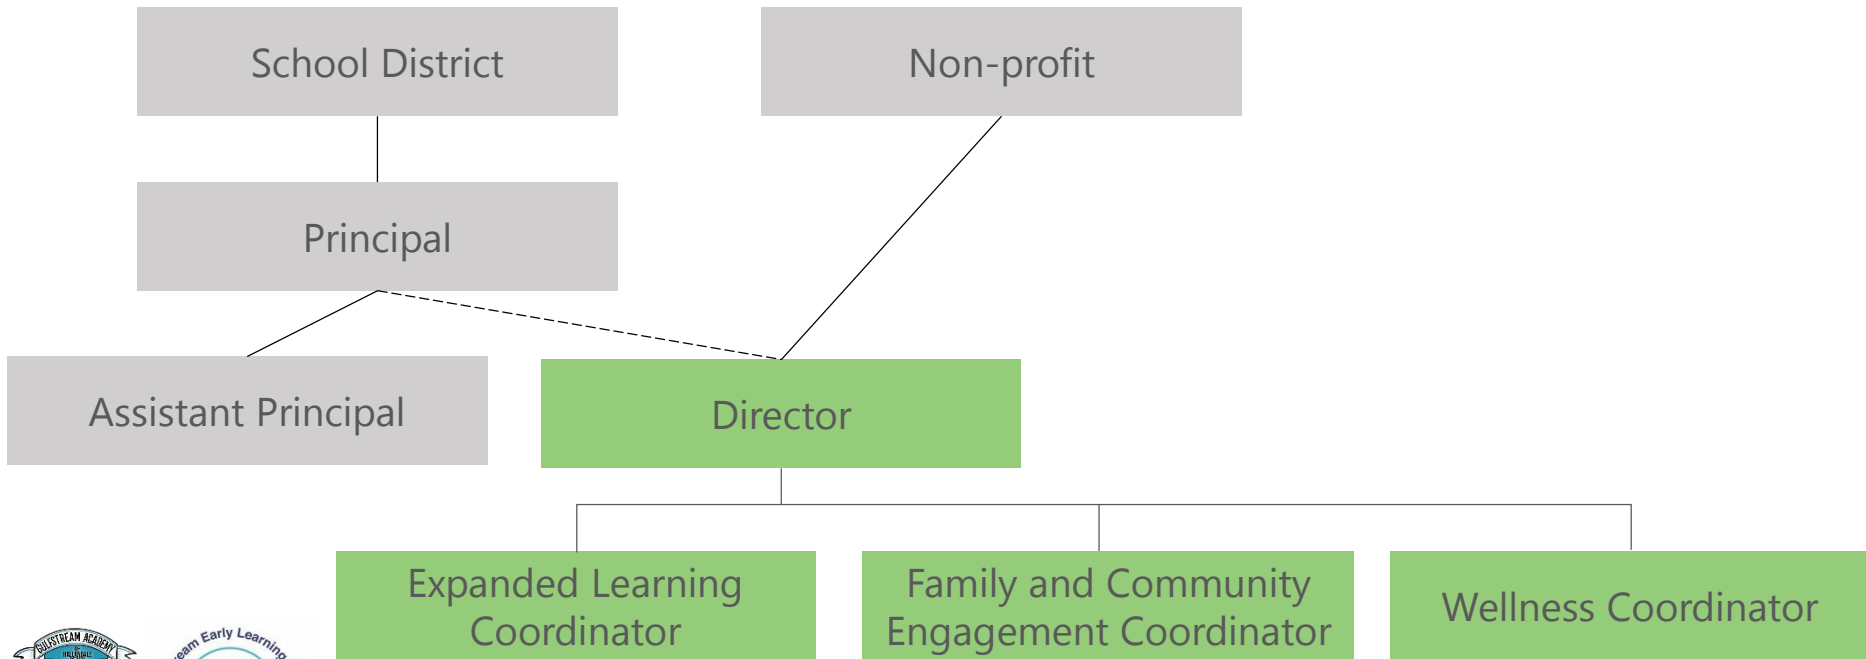 School District
Non-profit
Principal
Assistant Principal
Director
Expanded Learning
Coordinator
Family and Community
Engagement Coordinator
Wellness Coordinator
GULFSTREAM ACADEMY
OF
Early Learning